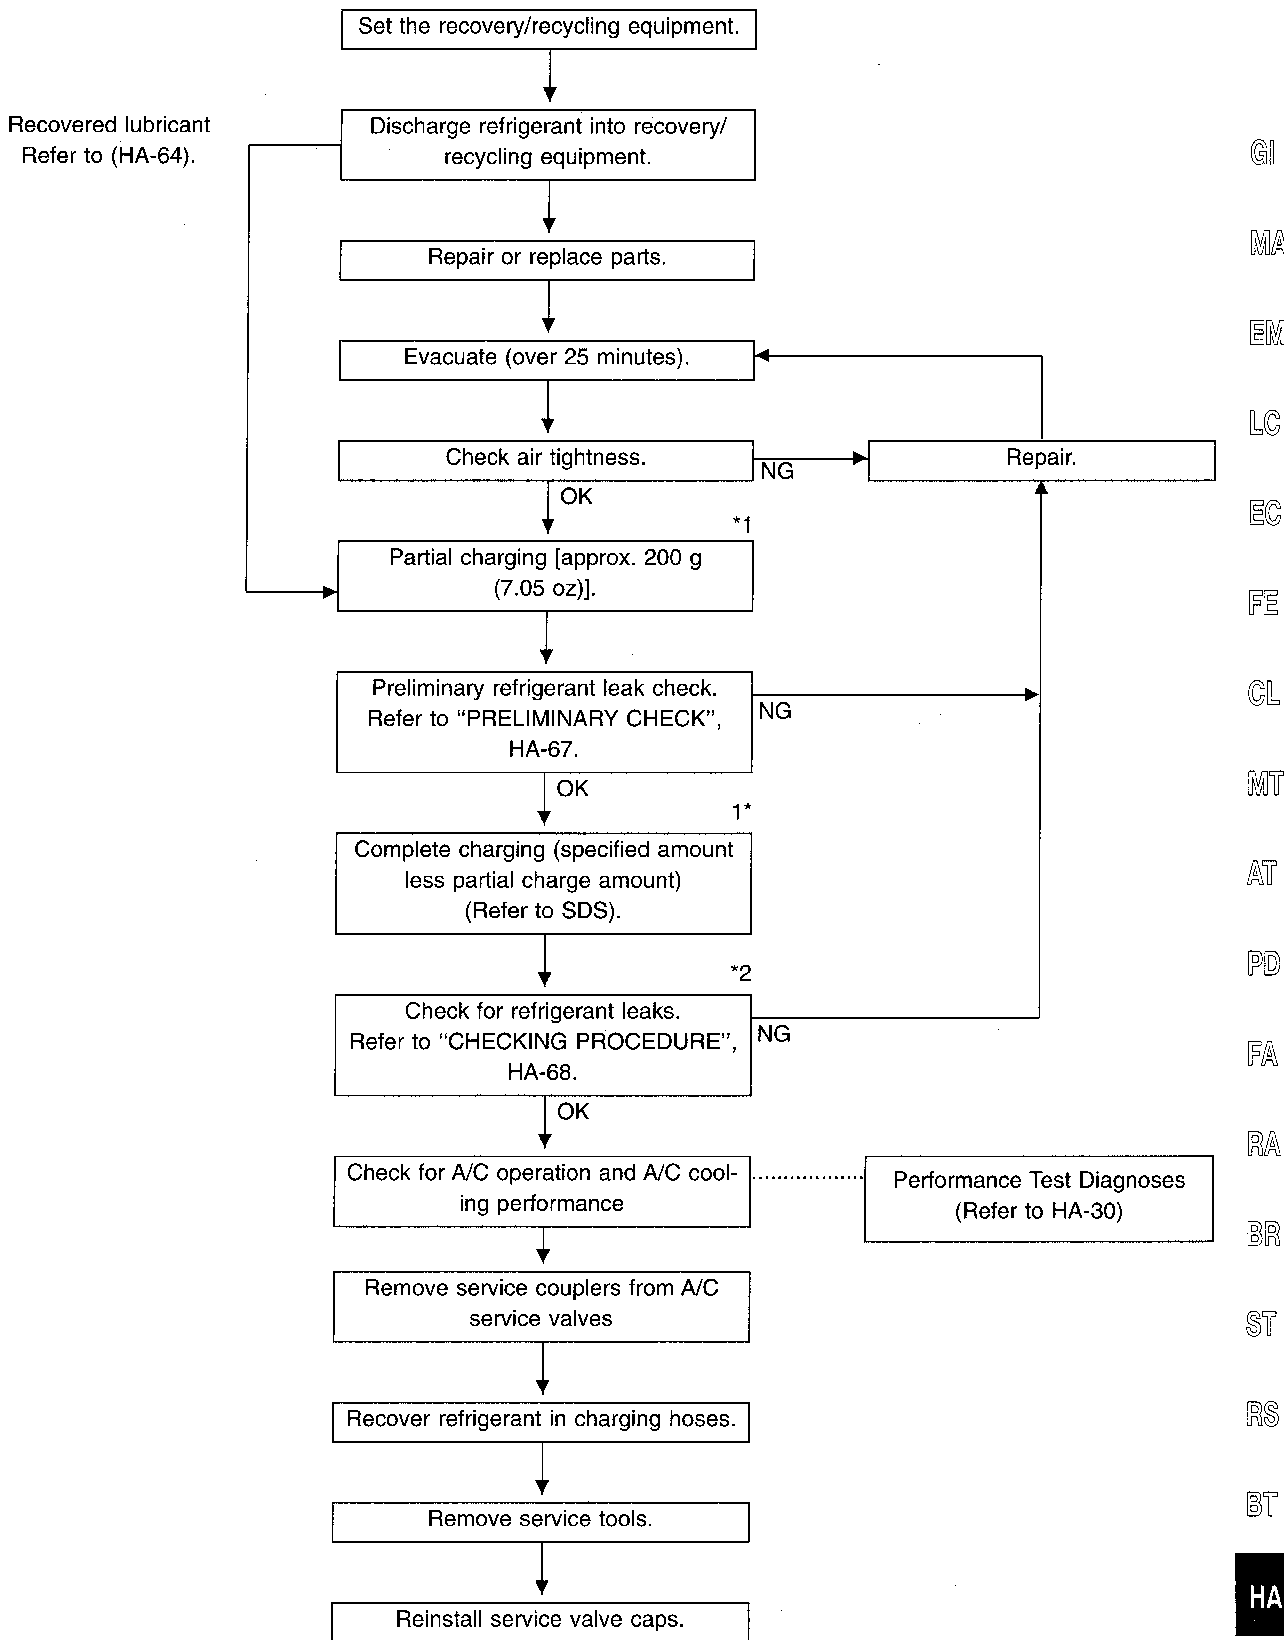 Set the recovery/recycling equipment.
Recovered lubricant
Refer to (HA-64).
Discharge refrigerant into recovery/
recycling equipment.
Repair or replace parts.
Evacuate (over 25 minutes).
Check air tightness.
NG
Repair.
OK
*1
Partial charging [approx. 200 g
(7.05 oz)].
Preliminary refrigerant leak check.
Refer to “PRELIMINARY CHECK”,
HA-67.
NG
OK
1*
Complete charging (specified amount
less partial charge amount)
(Refer to SDS).
*2
Check for refrigerant leaks.
Refer to “CHECKING PROCEDURE”,
HA-68.
NG
OK
Check for A/C operation and A/C cool-
ing performance
Performance Test Diagnoses
(Refer to HA-30)
Remove service couplers from A/C
service valves
Recover refrigerant in charging hoses.
Remove service tools.
Reinstall service valve caps.
GI
MA
EM
LC
EC
FE
CL
MT
AT
PD
FA
RA
BR
ST
RS
BT
HA